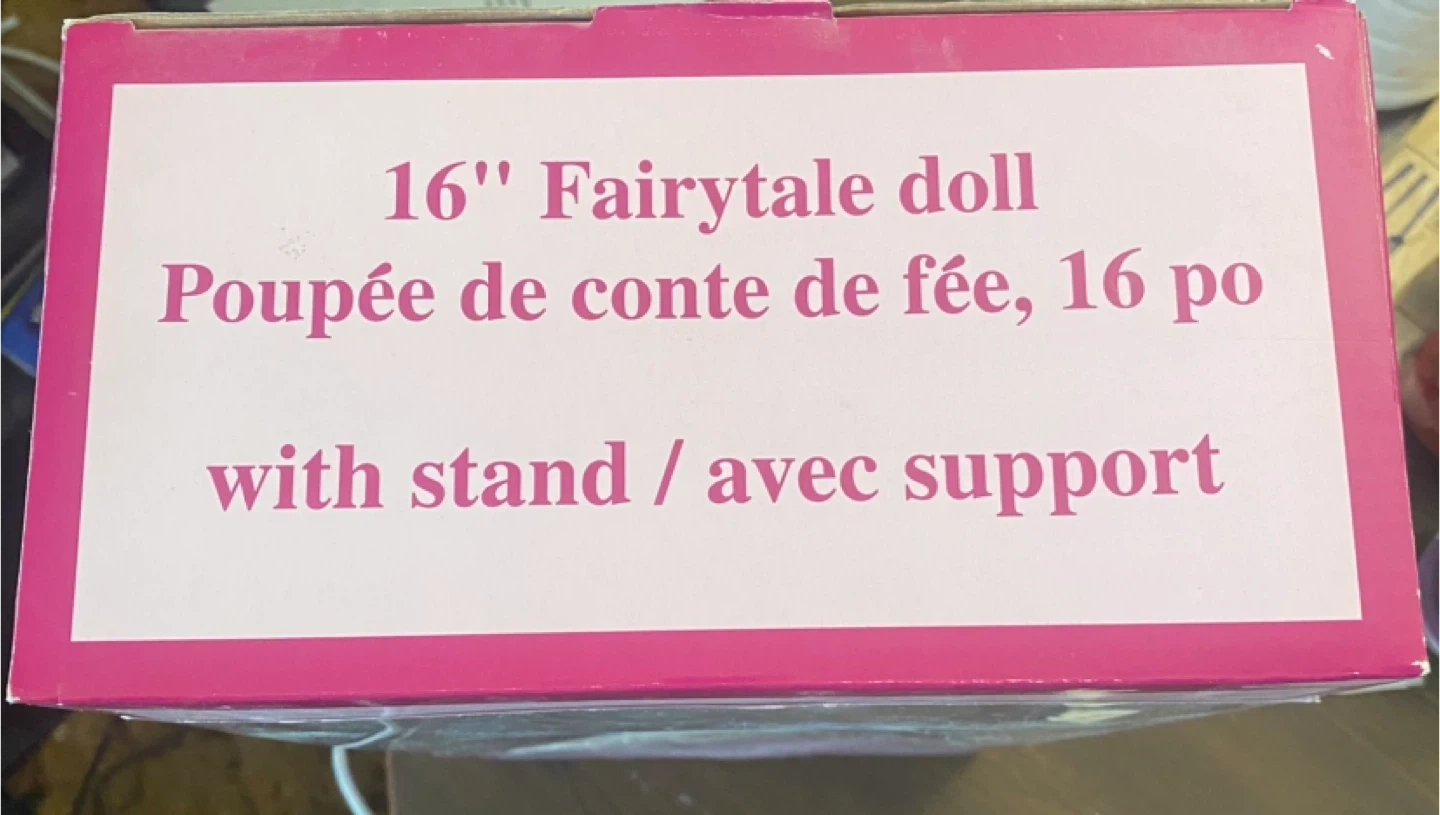 16'' Fairytale doll
Poupée de conte de fée, 16 po
with stand / avec support